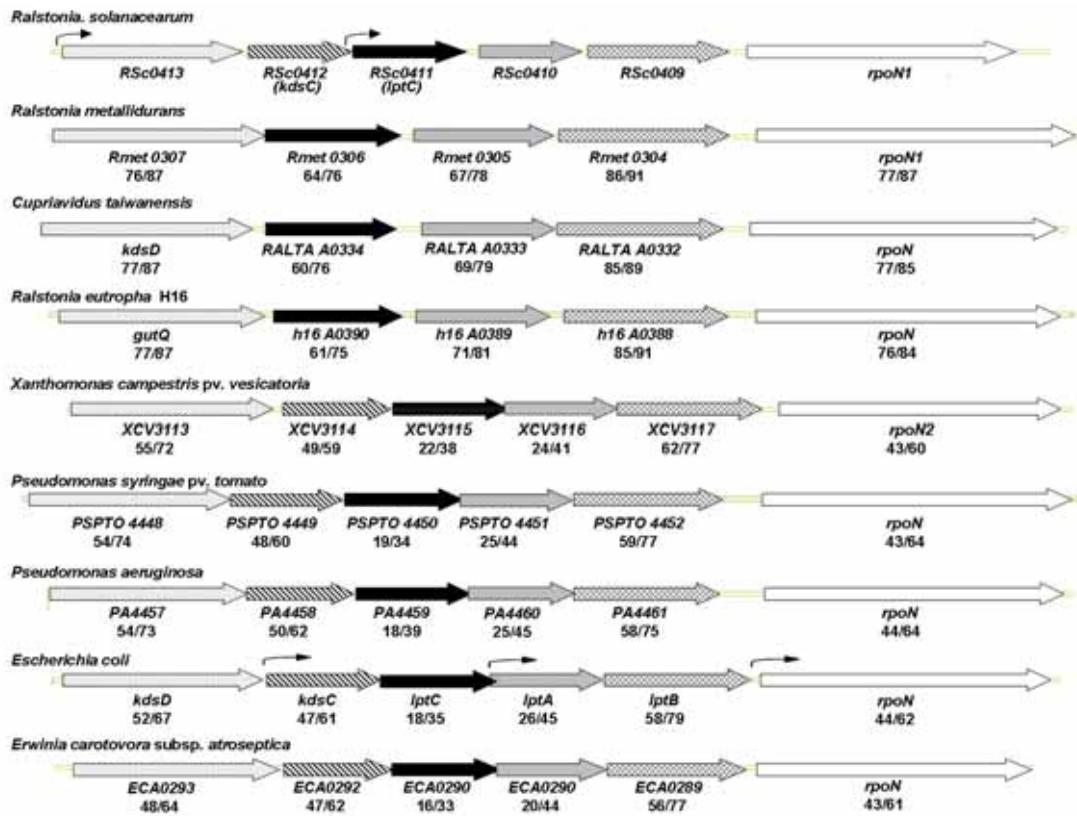 Ralstonia. solanacearum
RSc0413 RSc0412 RSc0411 RSc0410 RSc0409 rpoN1
(kdsC) (lptC)
Ralstonia metallidurans
Rmet 0307 Rmet 0306 Rmet 0305 Rmet 0304 rpoN1
76/87 64/76 67/78 86/91 77/87
Cupriavidus taiwanensis
kdsD RALTA A0334 RALTA A0333 RALTA A0332 rpoN
77/87 60/76 69/79 85/89 77/85
Ralstonia eutropha H16
gutQ h16 A0390 h16 A0389 h16 A0388 rpoN
77/87 61/75 71/81 85/91 76/84
Xanthomonas campestris pv. vesicatoria
XCV3113 XCV3114 XCV3115 XCV3116 XCV3117 rpoN2
55/72 49/59 22/38 24/41 62/77 43/60
Pseudomonas syringae pv. tomato
PSPTO 4448 PSPTO 4449 PSPTO 4450 PSPTO 4451 PSPTO 4452 rpoN
54/74 48/60 19/34 25/44 59/77 43/64
Pseudomonas aeruginosa
PA4457 PA4458 PA4459 PA4460 PA4461 rpoN
54/73 50/62 18/39 25/45 58/75 44/64
Escherichia coli
kdsD kdsC lptC lptA lptB rpoN
52/67 47/61 18/35 26/45 58/79 44/62
Erwinia carotovora subsp. atroseptica
ECA0293 ECA0292 ECA0290 ECA0290 ECA0289 rpoN
48/64 47/62 16/33 20/44 56/77 43/61